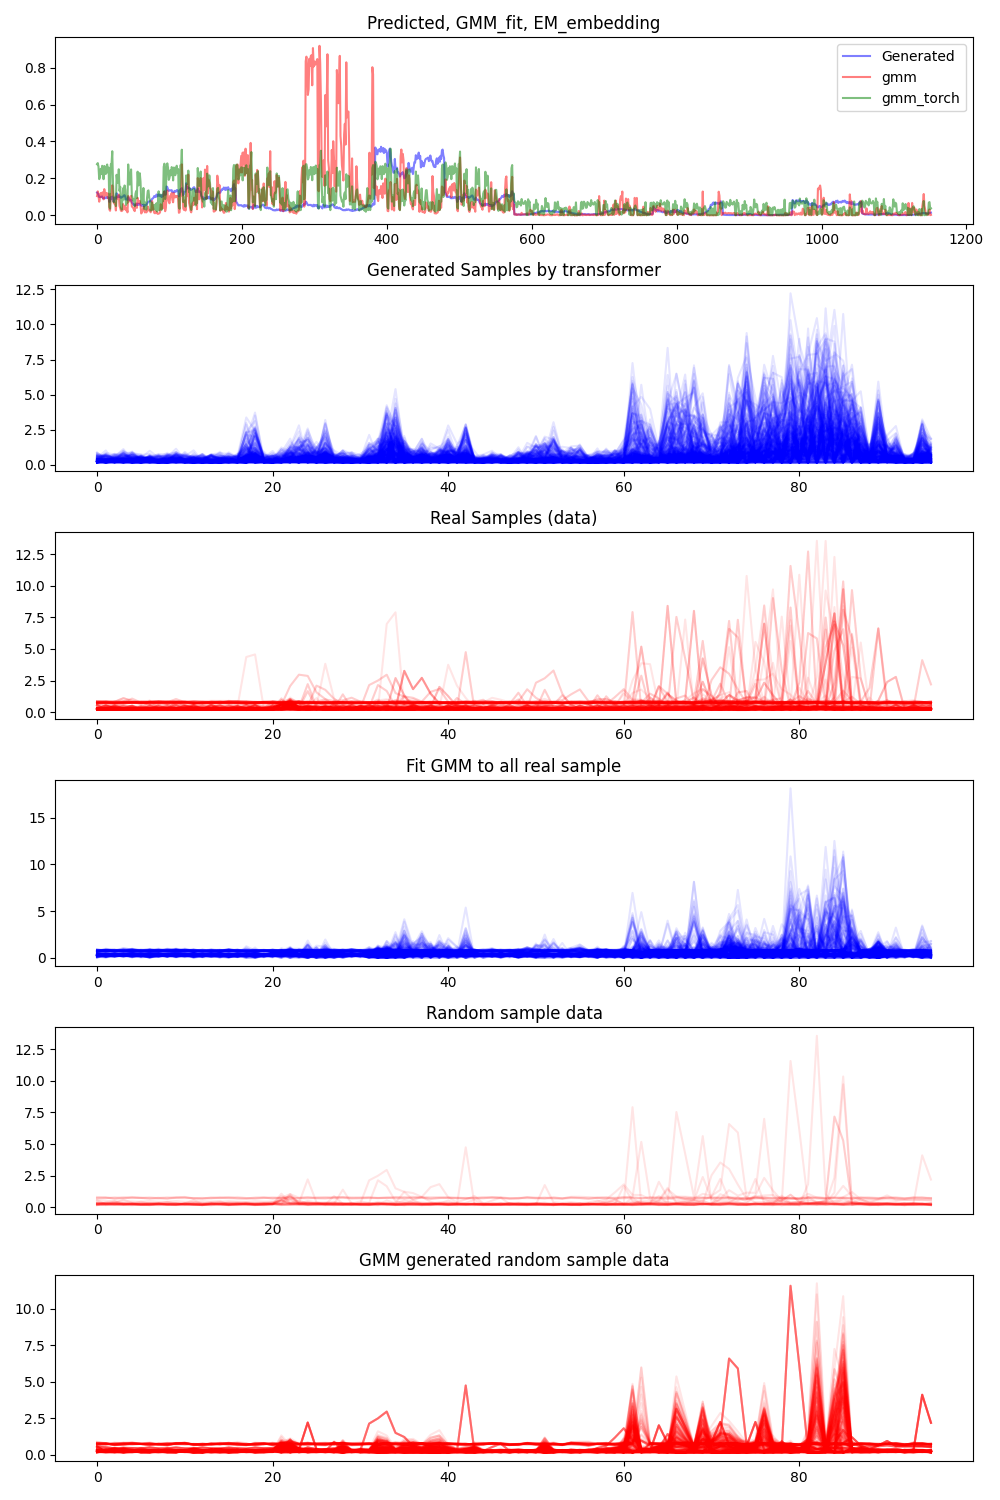 Predicted, GMM_fit, EM_embedding
0.8
0.6
0.4
0.2
0.0
Generated
gmm
gmm_torch
0 200 400 600 800 1000 1200
Generated Samples by transformer
12.5
10.0
7.5
5.0
2.5
0.0
0 20 40 60 80
Real Samples (data)
12.5
10.0
7.5
5.0
2.5
0.0
0 20 40 60 80
Fit GMM to all real sample
15
10
5
0
0 20 40 60 80
Random sample data
12.5
10.0
7.5
5.0
2.5
0.0
0 20 40 60 80
GMM generated random sample data
10.0
7.5
5.0
2.5
0.0
0 20 40 60 80